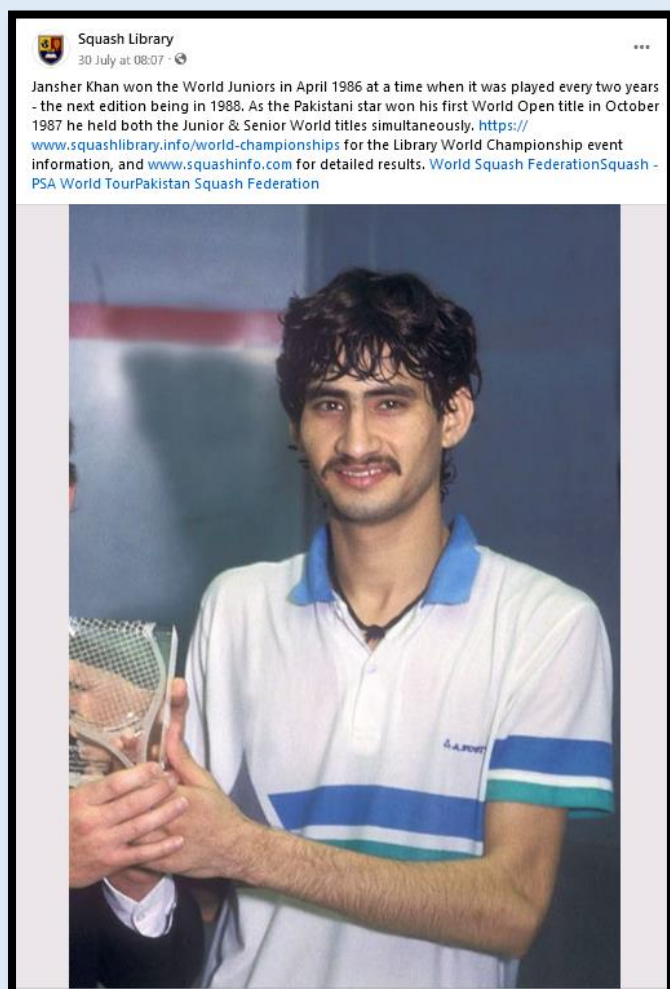 Squash Library
30 July at 08:07 ·
Jansher Khan won the World Juniors in April 1986 at a time when it was played every two years
- the next edition being in 1988. As the Pakistani star won his first World Open title in October
1987 he held both the Junior & Senior World titles simultaneously. https://
www.squashlibrary.info/world-championships for the Library World Championship event
information, and www.squashinfo.com for detailed results. World Squash FederationSquash -
PSA World TourPakistan Squash Federation